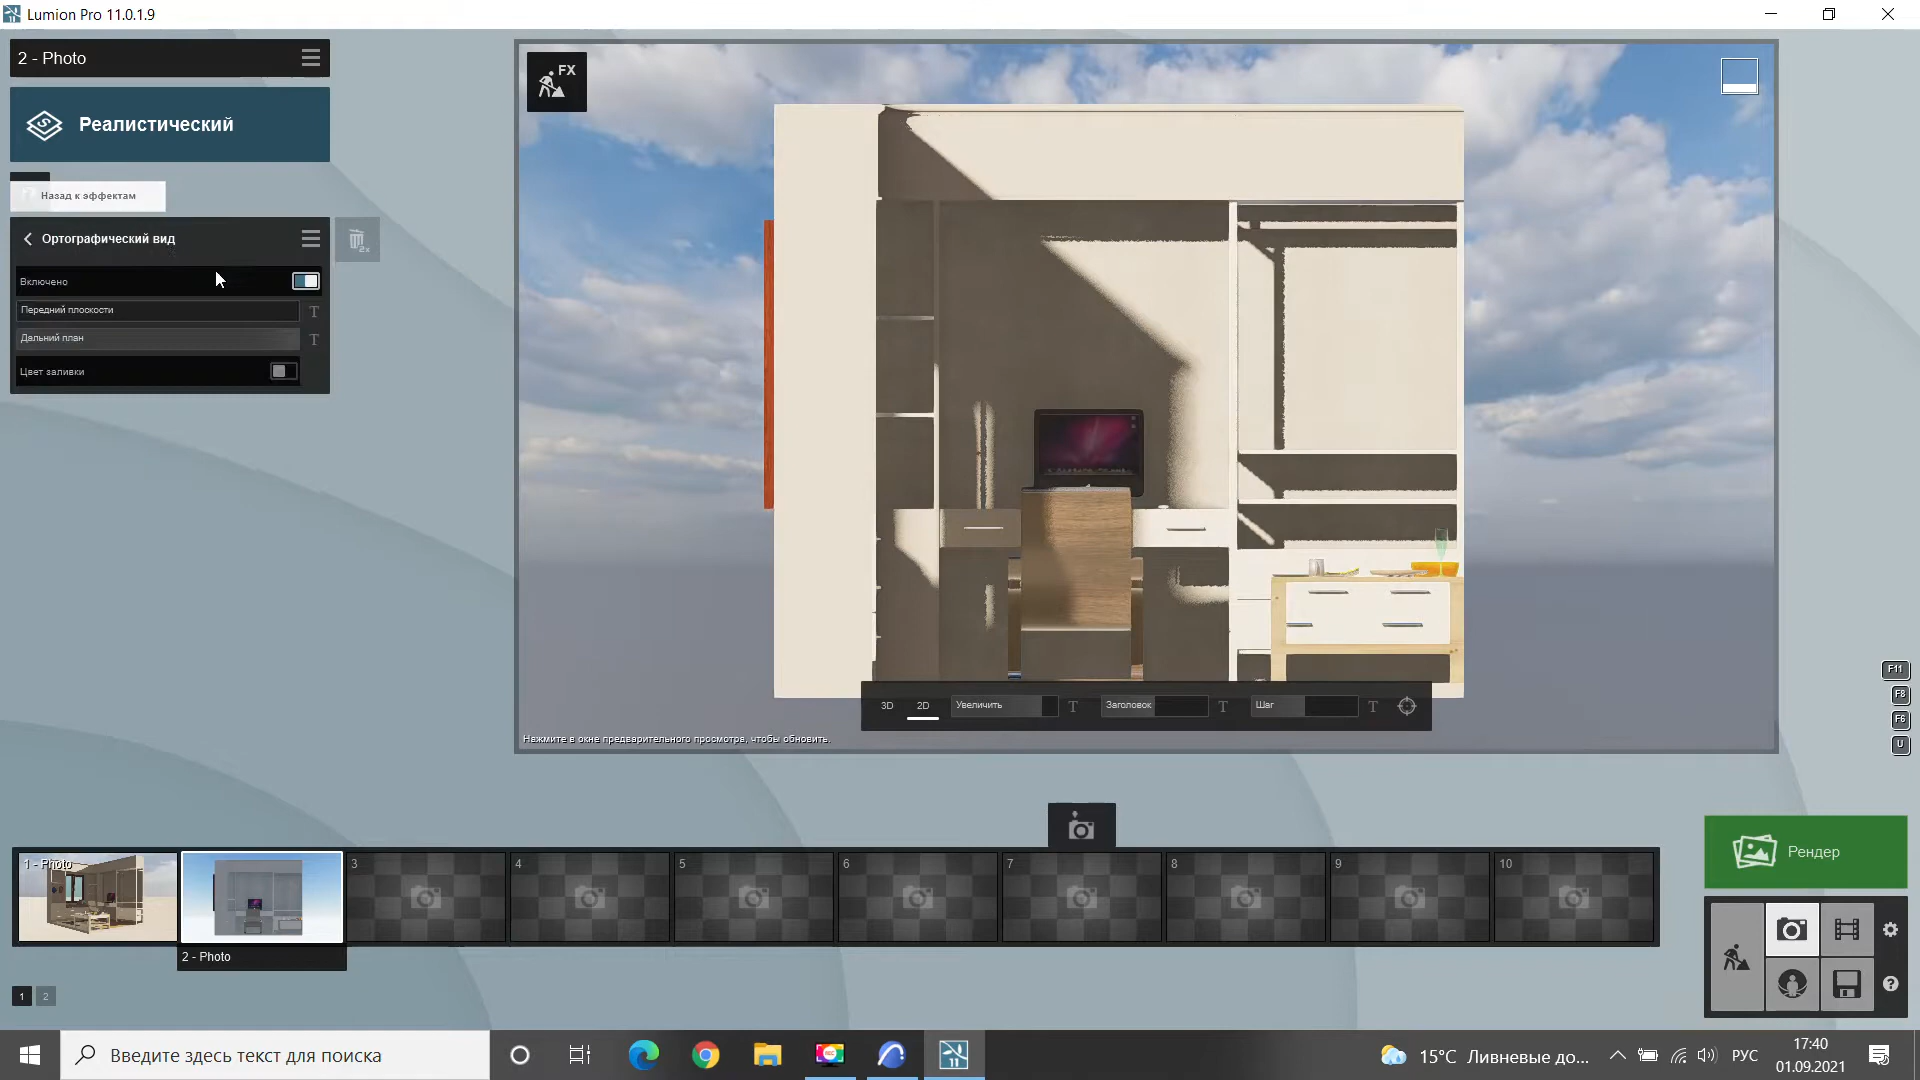 Lumion Pro 11.0.1.9
2 - Photo
Реалистический
Назад к эффектам
Ортографический вид
2x
Включено
Передний плоскости
T
Дальний план
T
Цвет заливки
FX
3D
2D
Увеличить
T
Заголовок
T
Шаг
T
Нажмите в окне предварительного просмотра, чтобы обновить.
F11
F8
F6
U
1 - Photo
3
4
5
6
7
8
9
10
2 - Photo
1
2
Рендер
?
Введите здесь текст для поиска
REC
11
15°C Ливневые до...
РУС
17:40
01.09.2021